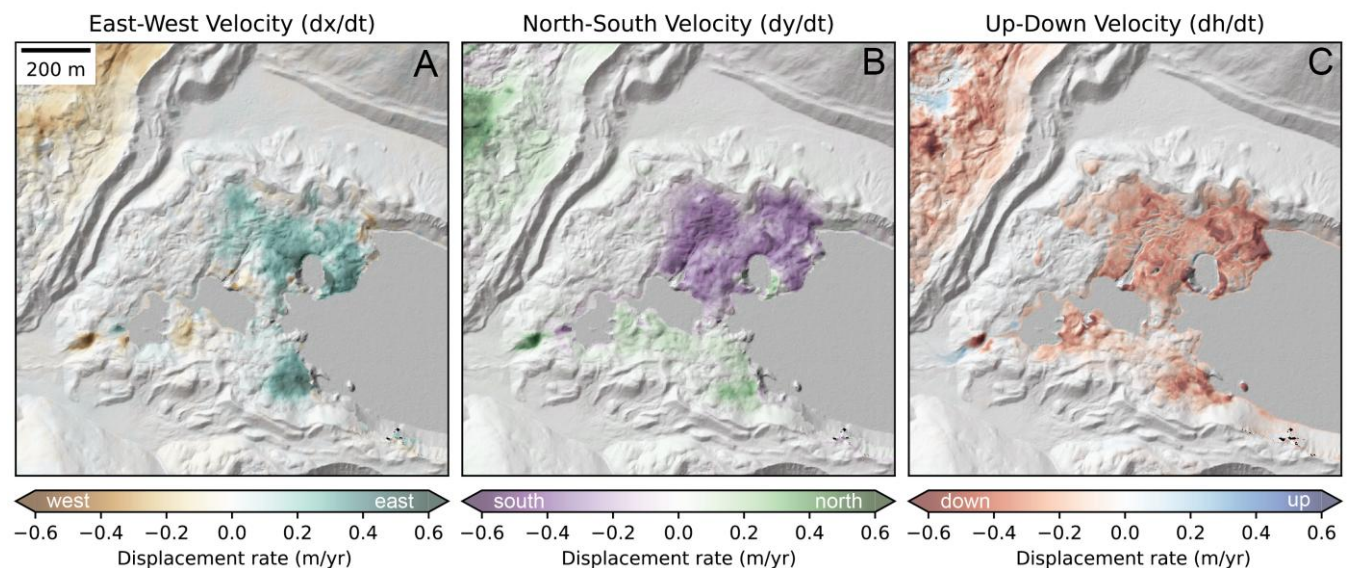 East-West Velocity (dx/dt)
North-South Velocity (dy/dt)
Up-Down Velocity (dh/dt)
200 m
A
B
C
west east
south north
down up
−0.6 −0.4 −0.2 0.0 0.2 0.4 0.6
−0.6 −0.4 −0.2 0.0 0.2 0.4 0.6
−0.6 −0.4 −0.2 0.0 0.2 0.4 0.6
Displacement rate (m/yr)
Displacement rate (m/yr)
Displacement rate (m/yr)